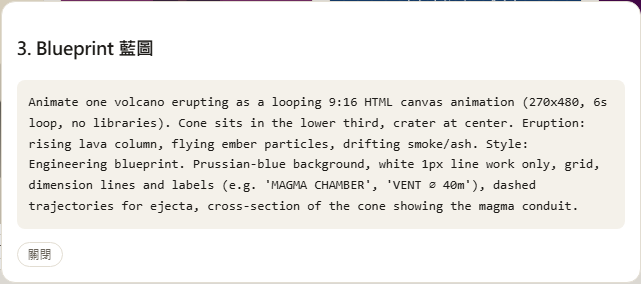 3. Blueprint 藍圖
Animate one volcano erupting as a looping 9:16 HTML canvas animation (270x480, 6s
loop, no libraries). Cone sits in the lower third, crater at center. Eruption:
rising lava column, flying ember particles, drifting smoke/ash. Style:
Engineering blueprint. Prussian-blue background, white 1px line work only, grid,
dimension lines and labels (e.g. 'MAGMA CHAMBER', 'VENT ⌀ 40m'), dashed
trajectories for ejecta, cross-section of the cone showing the magma conduit.
關閉